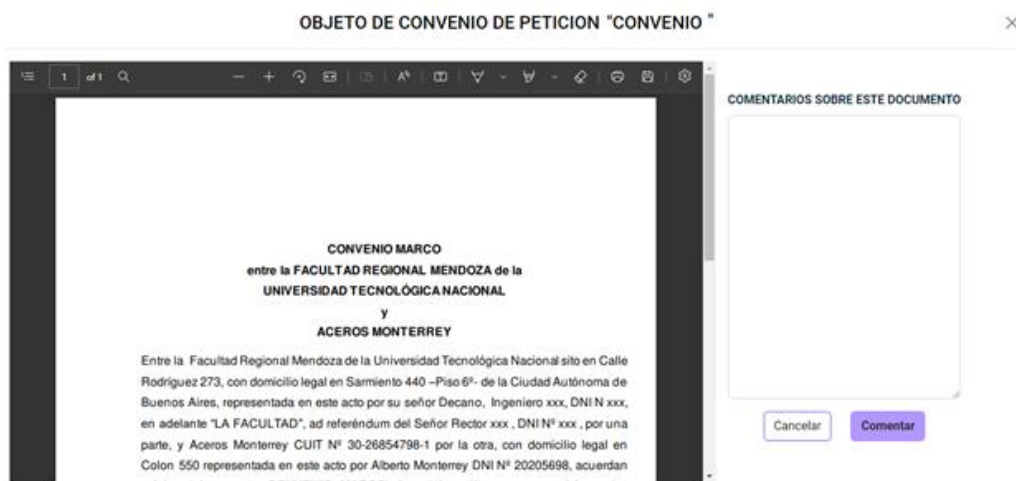 OBJETO DE CONVENIO DE PETICION "CONVENIO "
1 of 1
COMENTARIOS SOBRE ESTE DOCUMENTO
CONVENIO MARCO
entre la FACULTAD REGIONAL MENDOZA de la
UNIVERSIDAD TECNOLÓGICA NACIONAL
y
ACEROS MONTERREY
Entre la Facultad Regional Mendoza de la Universidad Tecnológica Nacional sito en Calle
Rodríguez 273, con domicilio legal en Sarmiento 440 –Piso 6º- de la Ciudad Autónoma de
Buenos Aires, representada en este acto por su señor Decano, Ingeniero xxx, DNI N xxx,
en adelante "LA FACULTAD", ad referéndum del Señor Rector xxx , DNI Nº xxx , por una
parte, y Aceros Monterrey CUIT Nº 30-26854798-1 por la otra, con domicilio legal en
Colon 550 representada en este acto por Alberto Monterrey DNI Nº 20205698, acuerdan
Cancelar
Comentar